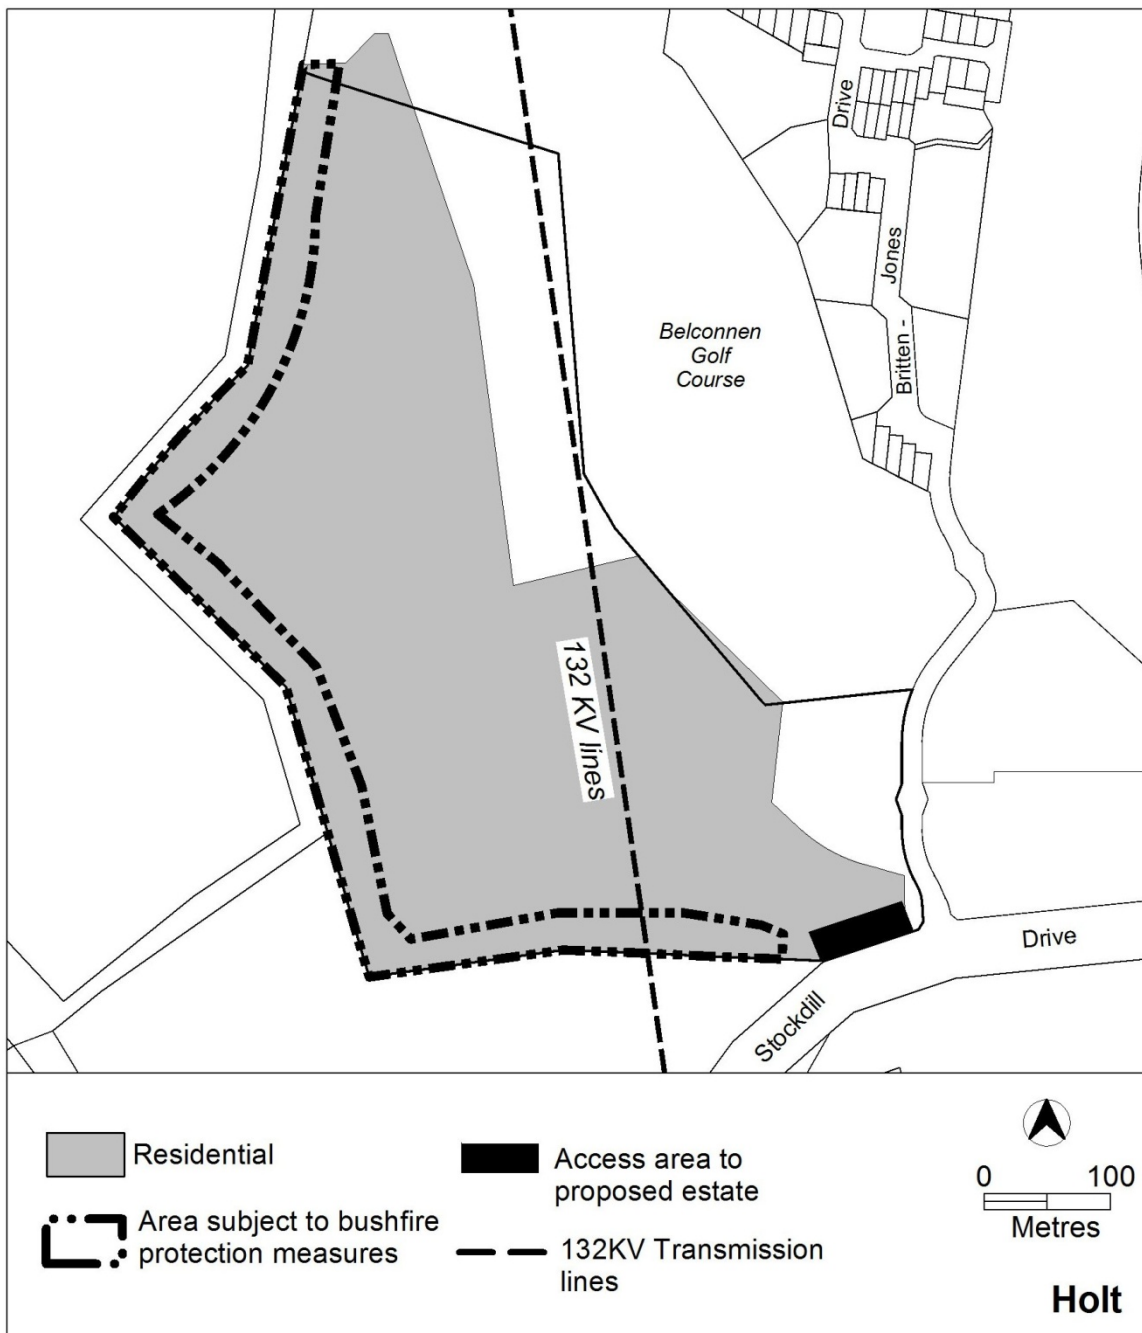 Drive
Jones
Britten -
Belconnen
Golf
Course
132 KV lines
Drive
Stockdill
Residential
Area subject to bushfire
protection measures
Access area to
proposed estate
132KV Transmission
lines
0 100
Metres
Holt